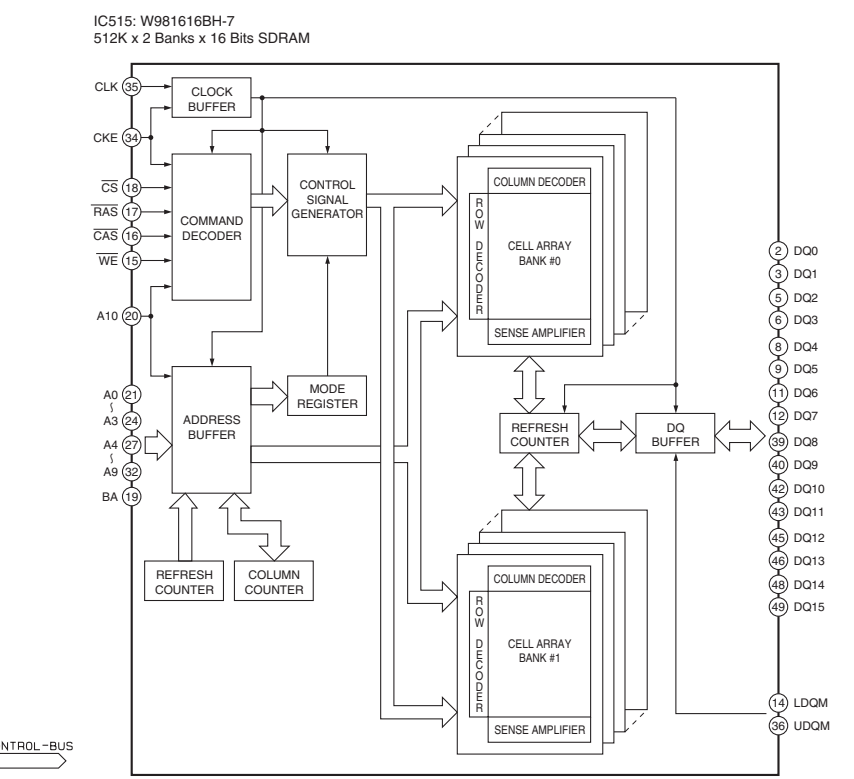 IC515: W981616BH-7
512K x 2 Banks x 16 Bits SDRAM
CLK 35
CKE 34
CS 18
RAS 17
CAS 16
WE 15
A10 20
A0 21
A3 24
A4 27
A9 32
BA 19
CLOCK
BUFFER
COMMAND
DECODER
CONTROL
SIGNAL
GENERATOR
ADDRESS
BUFFER
MODE
REGISTER
REFRESH
COUNTER
COLUMN
COUNTER
COLUMN DECODER
ROW DECODER
CELL ARRAY
BANK #0
SENSE AMPLIFIER
REFRESH
COUNTER
DQ
BUFFER
COLUMN DECODER
ROW DECODER
CELL ARRAY
BANK #1
SENSE AMPLIFIER
2 DQ0
3 DQ1
5 DQ2
6 DQ3
8 DQ4
9 DQ5
11 DQ6
12 DQ7
39 DQ8
40 DQ9
42 DQ10
43 DQ11
45 DQ12
46 DQ13
48 DQ14
49 DQ15
14 LDQM
36 UDQM
NTROL-BUS